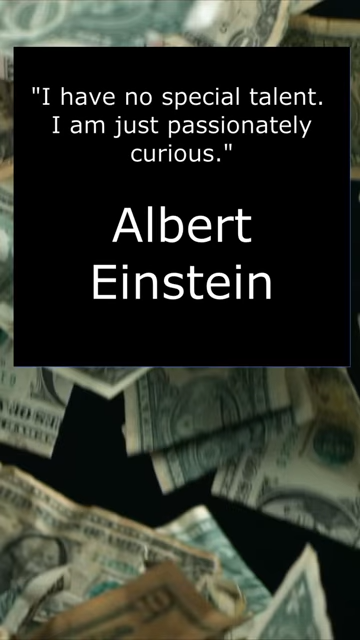 "I have no special talent.
I am just passionately
curious."
Albert
Einstein